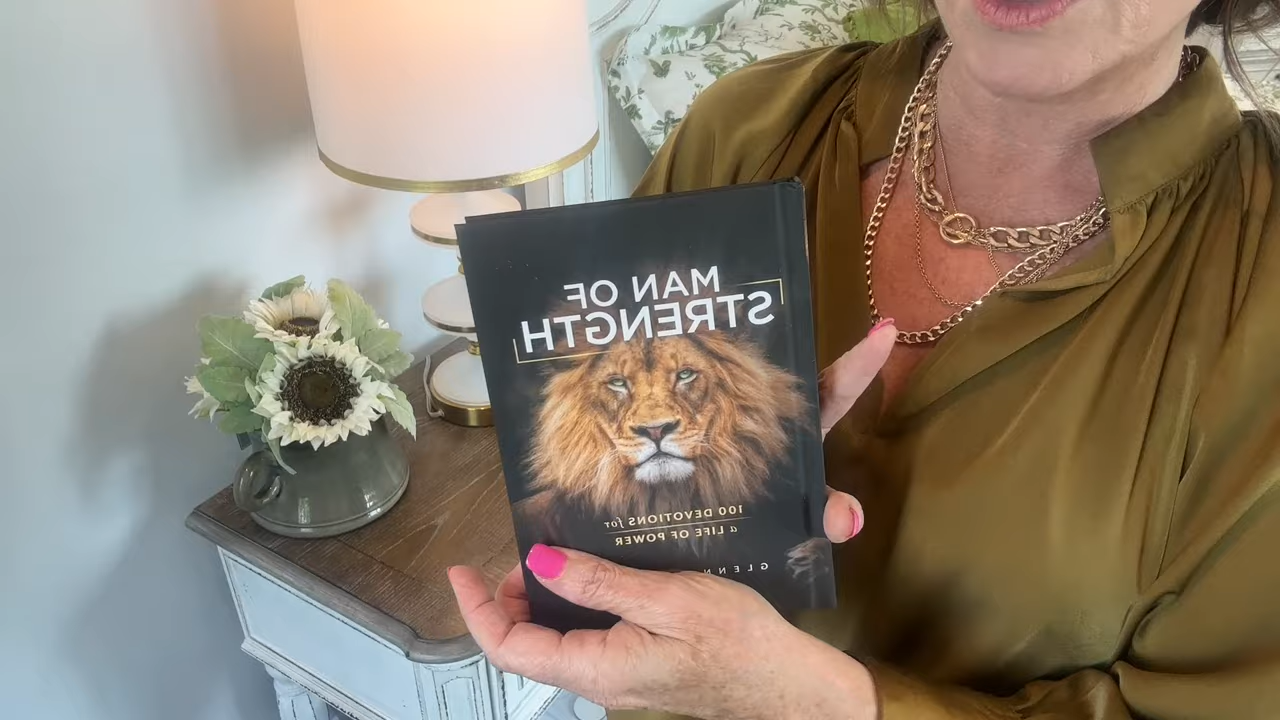 MAN OF
STRENGTH
100 DEVOTIONS for
a LIFE OF POWER
GLENN